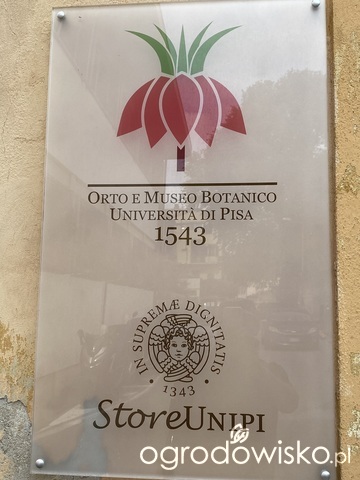 Orto e Museo Botanico
Università di Pisa
1543
IN SUPREMÆ DIGNITATIS
· 1343 ·
StoreUNIPI
ogrodowisko.pl